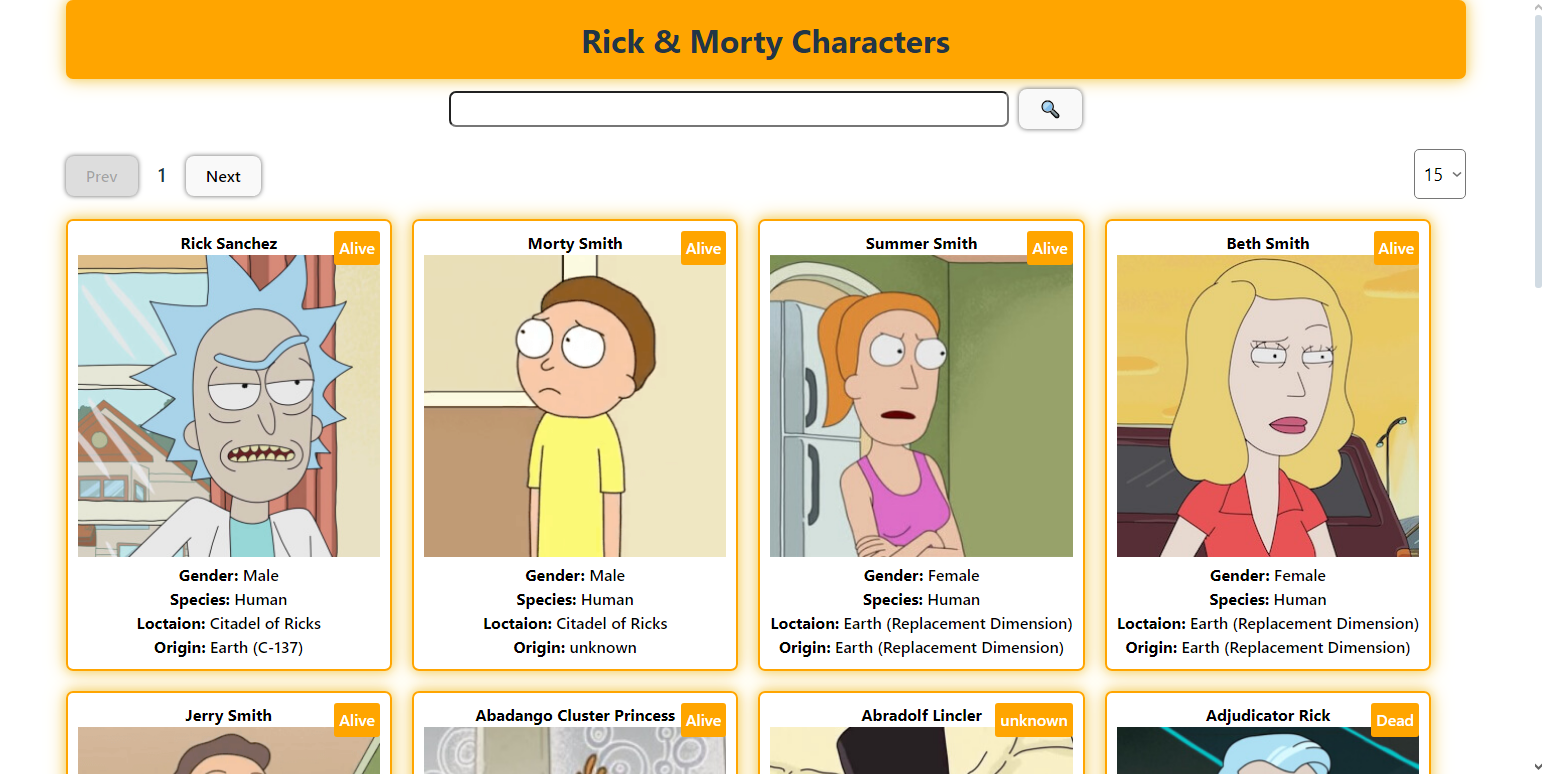 Rick & Morty Characters
Prev 1 Next 15
Rick Sanchez Alive
Morty Smith Alive
Summer Smith Alive
Beth Smith Alive
Gender: Male
Species: Human
Loctaion: Citadel of Ricks
Origin: Earth (C-137)
Gender: Male
Species: Human
Loctaion: Citadel of Ricks
Origin: unknown
Gender: Female
Species: Human
Loctaion: Earth (Replacement Dimension)
Origin: Earth (Replacement Dimension)
Gender: Female
Species: Human
Loctaion: Earth (Replacement Dimension)
Origin: Earth (Replacement Dimension)
Jerry Smith Alive
Abadango Cluster Princess Alive
Abradolf Lincler unknown
Adjudicator Rick Dead